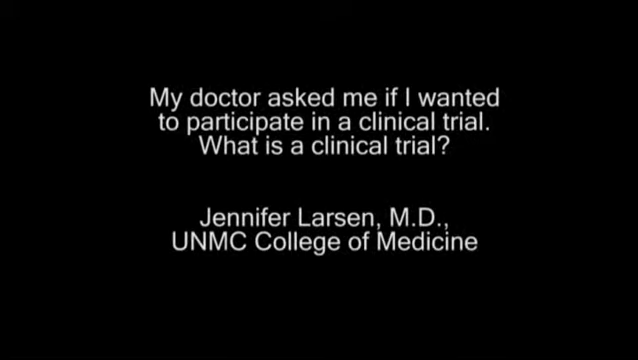 My doctor asked me if I wanted
to participate in a clinical trial.
What is a clinical trial?
Jennifer Larsen, M.D.,
UNMC College of Medicine